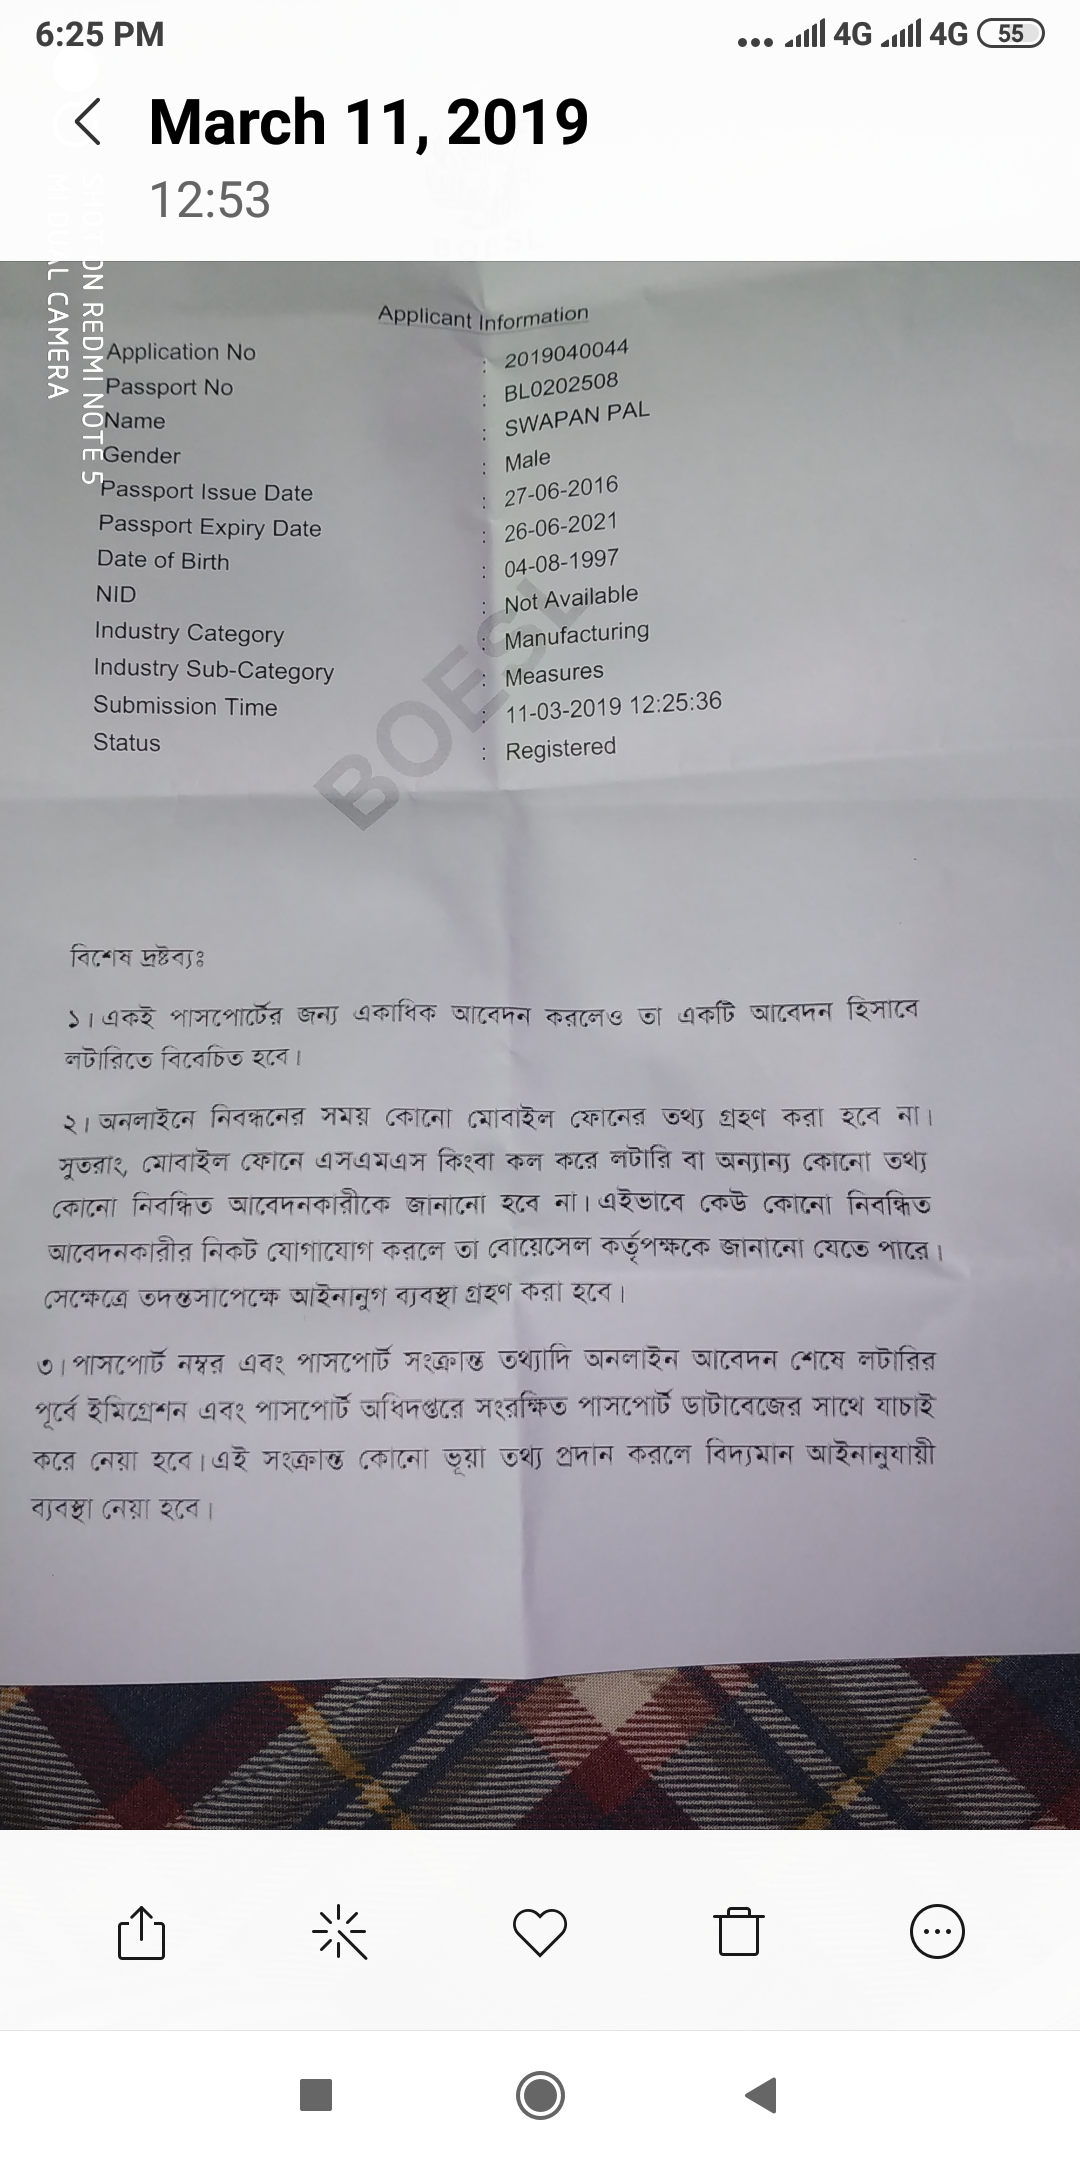 6:25 PM
4G 4G 55
March 11, 2019
12:53
SHOT ON REDMI NOTE 5
MI DUAL CAMERA
Applicant Information
Application No : 2019040044
Passport No : BL0202508
Name : SWAPAN PAL
Gender : Male
Passport Issue Date : 27-06-2016
Passport Expiry Date : 26-06-2021
Date of Birth : 04-08-1997
NID : Not Available
Industry Category : Manufacturing
Industry Sub-Category : Measures
Submission Time : 11-03-2019 12:25:36
Status : Registered
BOESL
বিশেষ দ্রষ্টব্যঃ
১। একই পাসপোর্টের জন্য একাধিক আবেদন করলেও তা একটি আবেদন হিসাবে
লটারিতে বিবেচিত হবে।
২। অনলাইনে নিবন্ধনের সময় কোনো মোবাইল ফোনের তথ্য গ্রহণ করা হবে না।
সুতরাং, মোবাইল ফোনে এসএমএস কিংবা কল করে লটারি বা অন্যান্য কোনো তথ্য
কোনো নিবন্ধিত আবেদনকারীকে জানানো হবে না। এইভাবে কেউ কোনো নিবন্ধিত
আবেদনকারীর নিকট যোগাযোগ করলে তা বোয়েসেল কর্তৃপক্ষকে জানানো যেতে পারে।
সেক্ষেত্রে তদন্তসাপেক্ষে আইনানুগ ব্যবস্থা গ্রহণ করা হবে।
৩। পাসপোর্ট নম্বর এবং পাসপোর্ট সংক্রান্ত তথ্যাদি অনলাইন আবেদন শেষে লটারির
পূর্বে ইমিগ্রেশন এবং পাসপোর্ট অধিদপ্তরে সংরক্ষিত পাসপোর্ট ডাটাবেজের সাথে যাচাই
করে নেয়া হবে। এই সংক্রান্ত কোনো ভূয়া তথ্য প্রদান করলে বিদ্যমান আইনানুযায়ী
ব্যবস্থা নেয়া হবে।